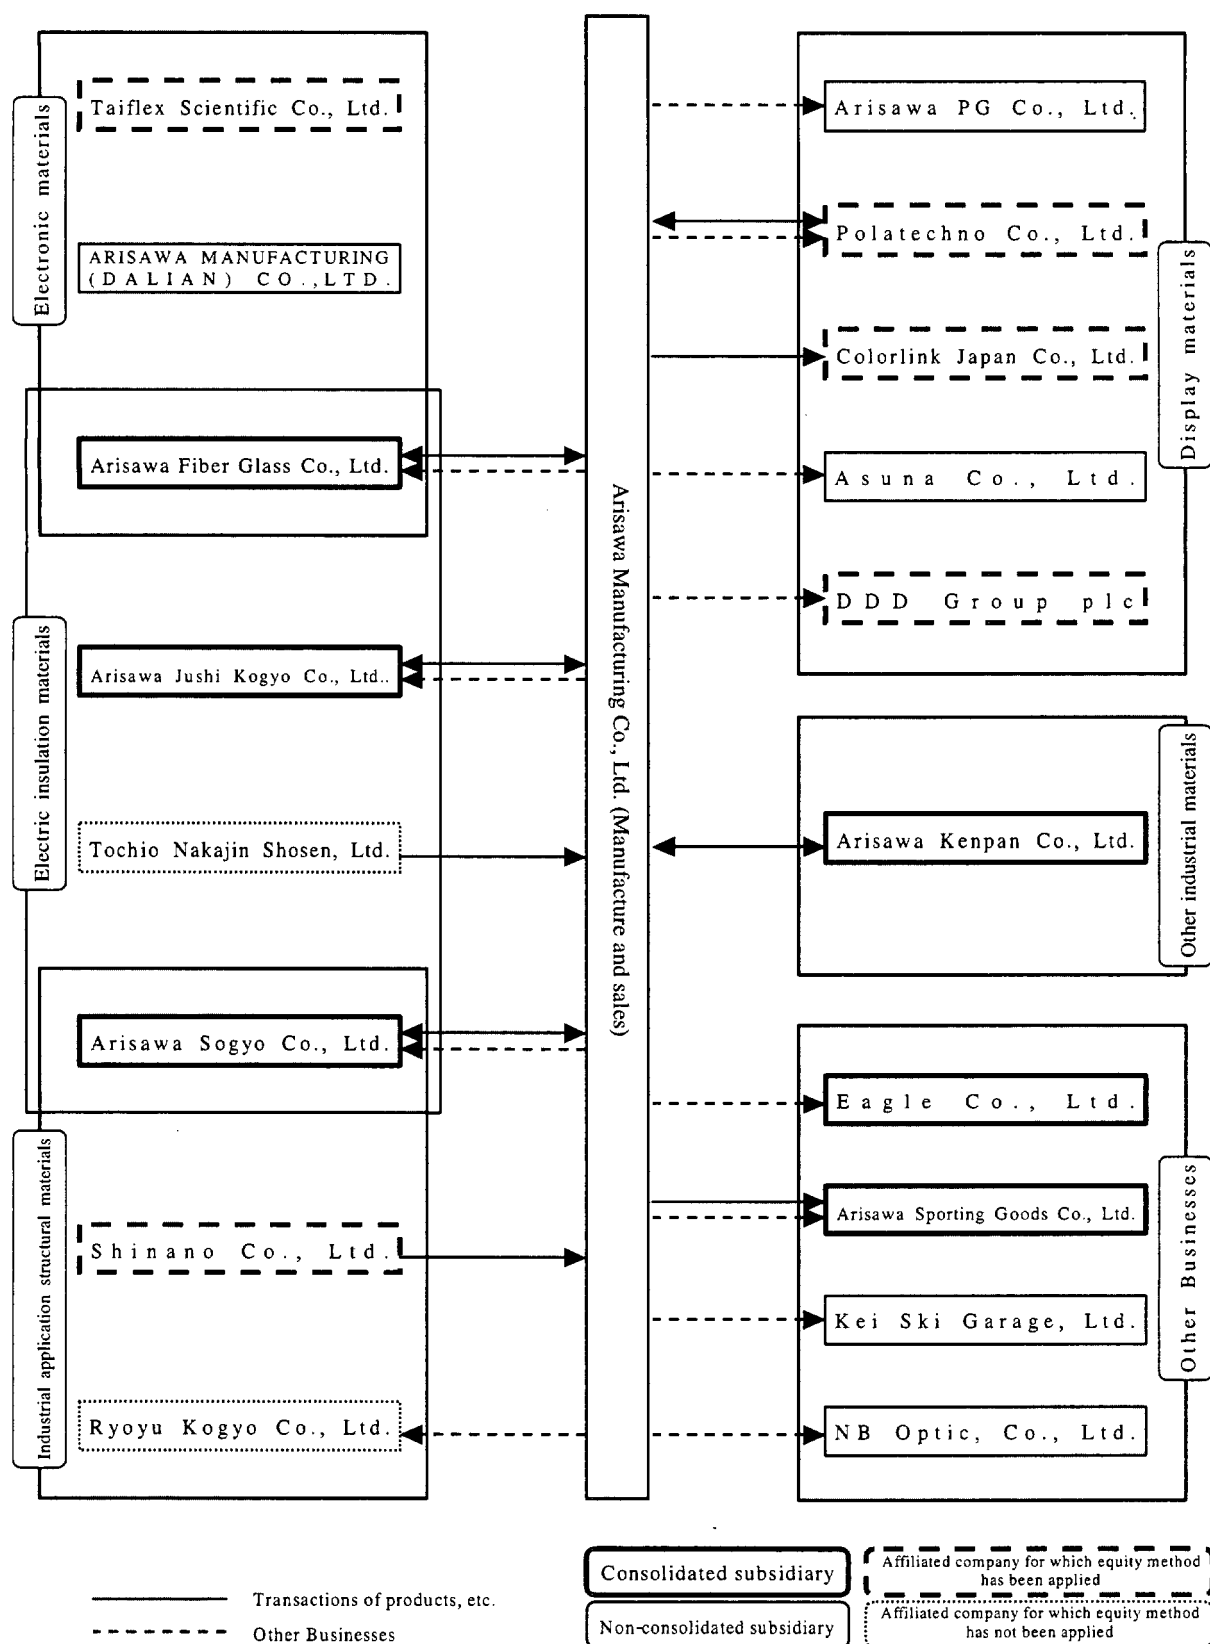 Electronic materials
Taiflex Scientific Co., Ltd.
ARISAWA MANUFACTURING
(DALIAN) CO.,LTD.
Arisawa Fiber Glass Co., Ltd.
Electric insulation materials
Arisawa Jushi Kogyo Co., Ltd..
Tochio Nakajin Shosen, Ltd.
Arisawa Sogyo Co., Ltd.
Industrial application structural materials
Shinano Co., Ltd.
Ryoyu Kogyo Co., Ltd.
Arisawa Manufacturing Co., Ltd. (Manufacture and sales)
Arisawa PG Co., Ltd.
Polatechno Co., Ltd.
Colorlink Japan Co., Ltd.
Asuna Co., Ltd.
DDD Group plc
Display materials
Arisawa Kenpan Co., Ltd.
Other industrial materials
Eagle Co., Ltd.
Arisawa Sporting Goods Co., Ltd.
Kei Ski Garage, Ltd.
NB Optic, Co., Ltd.
Other Businesses
Transactions of products, etc.
Other Businesses
Consolidated subsidiary
Non-consolidated subsidiary
Affiliated company for which equity method
has been applied
Affiliated company for which equity method
has not been applied